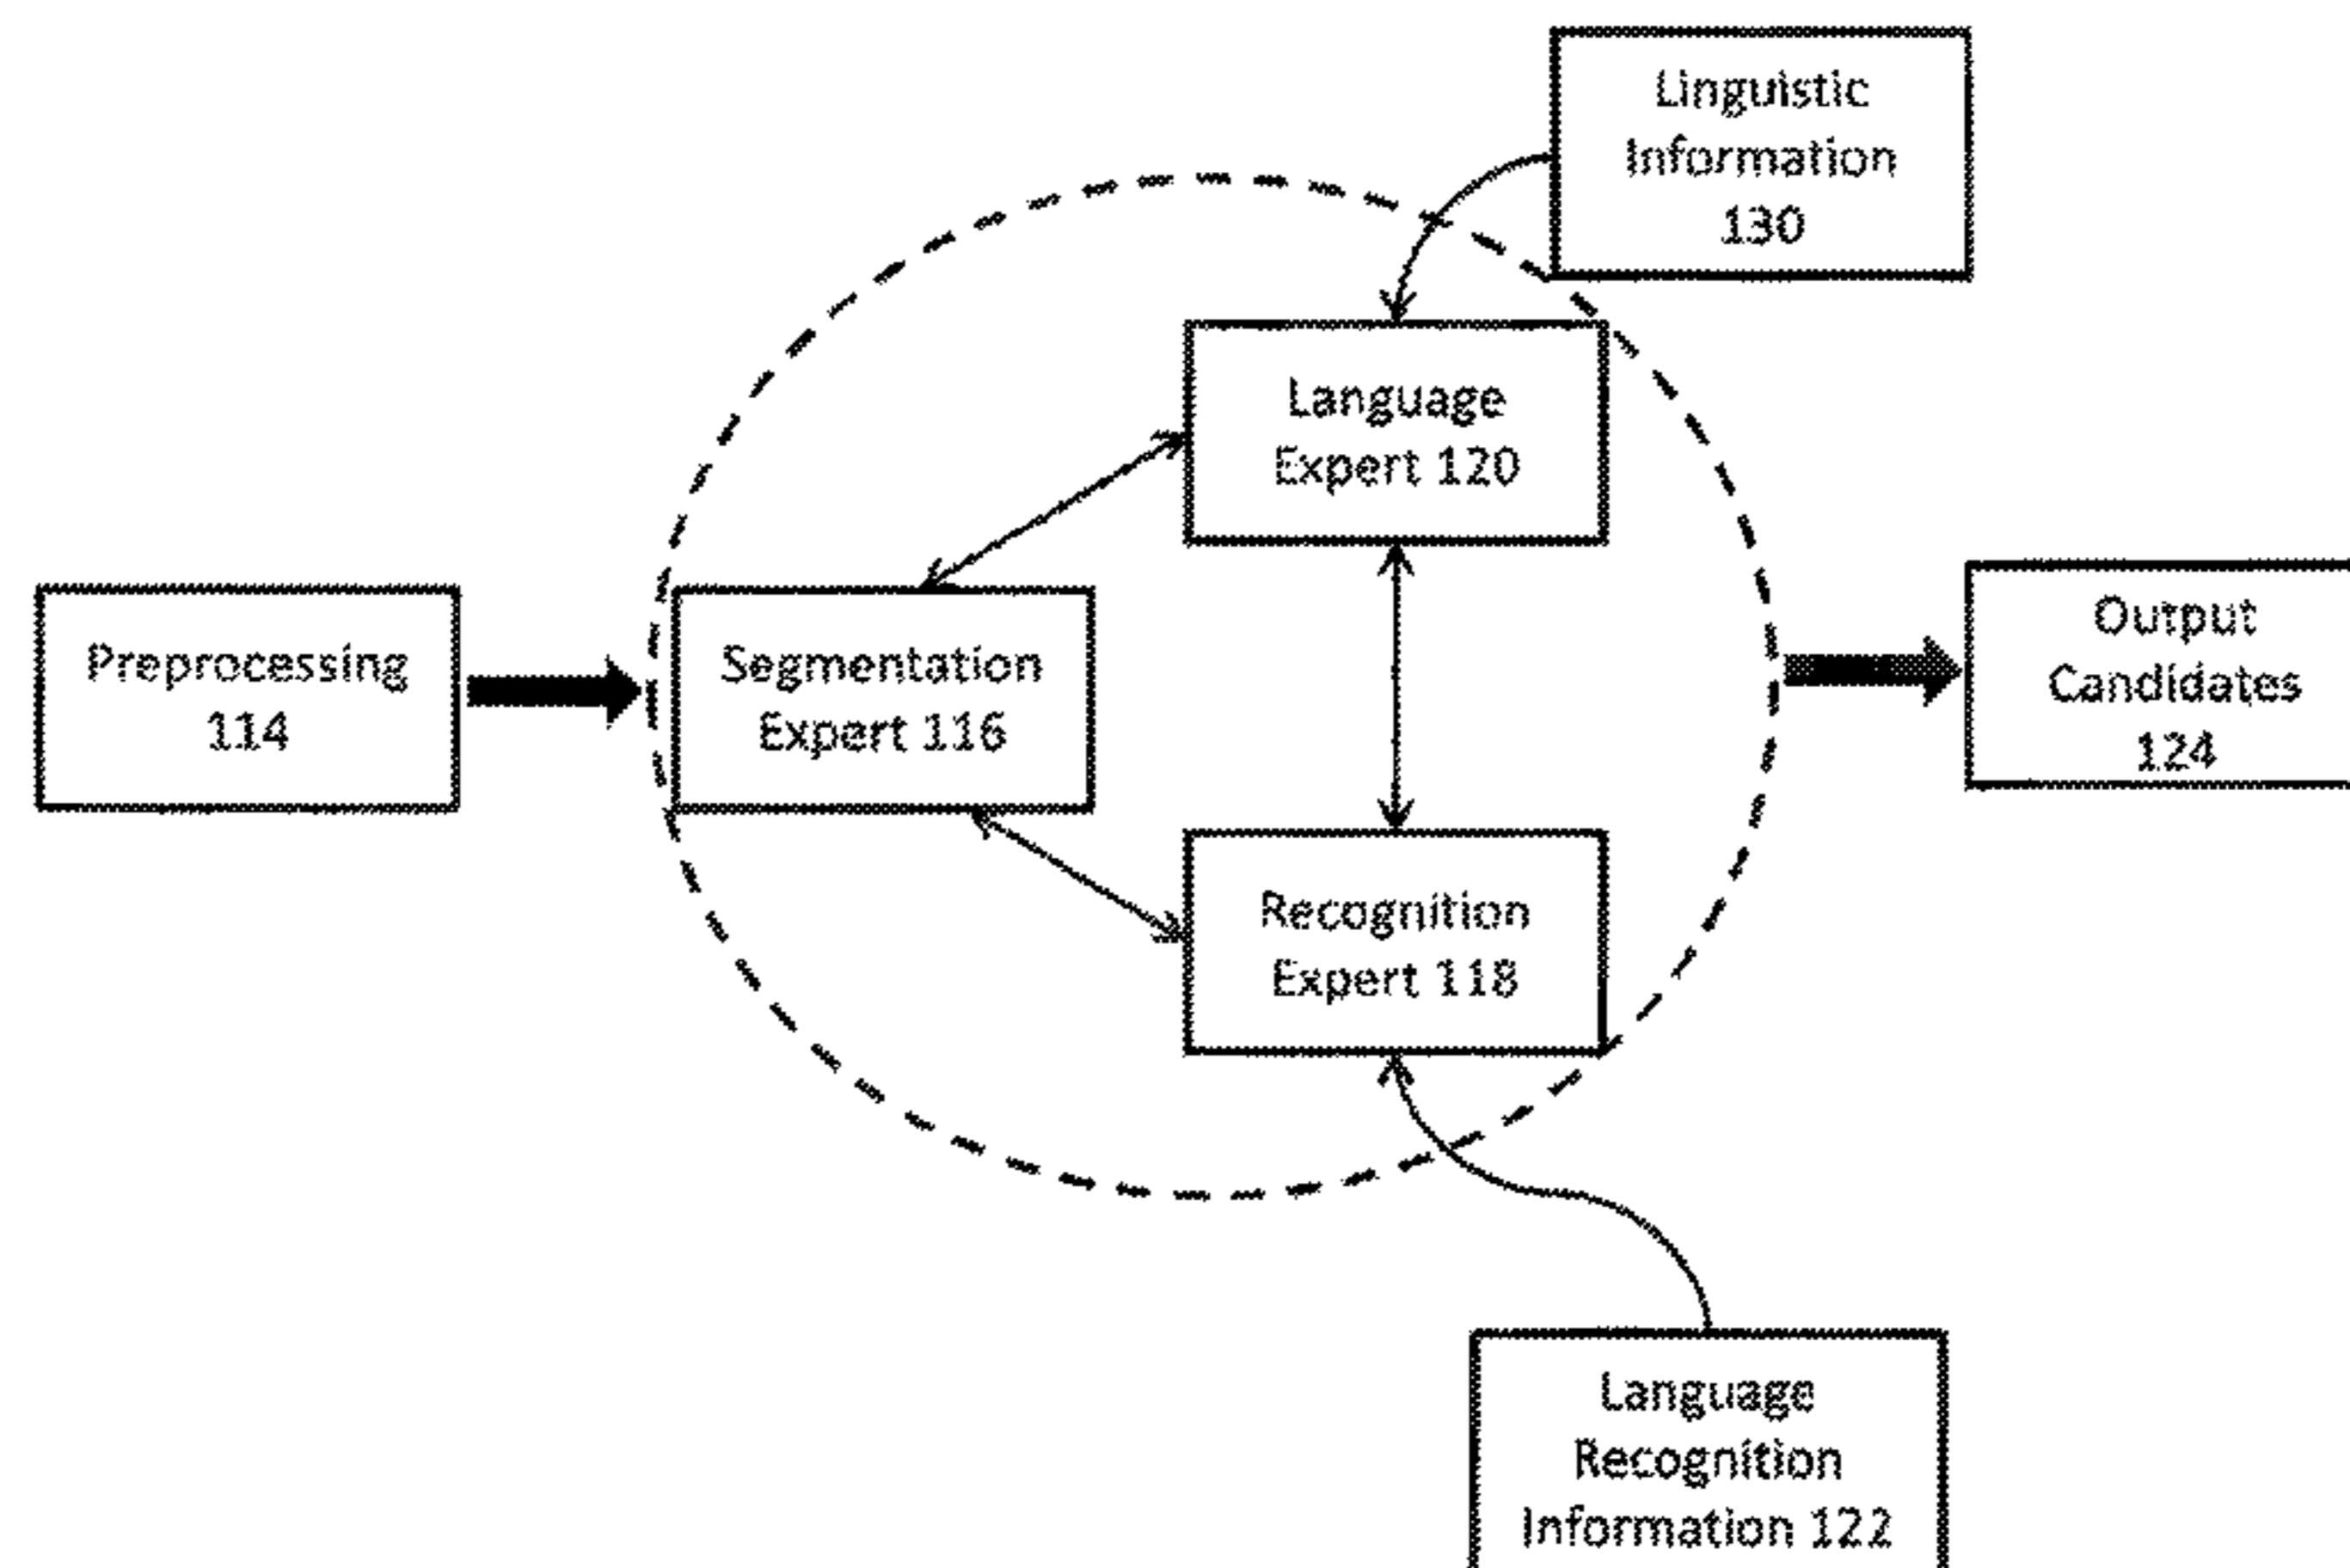 Linguistic
Information
130
Language
Expert 120
Preprocessing
114
Segmentation
Expert 116
Output
Candidates
124
Recognition
Expert 118
Language
Recognition
Information 122